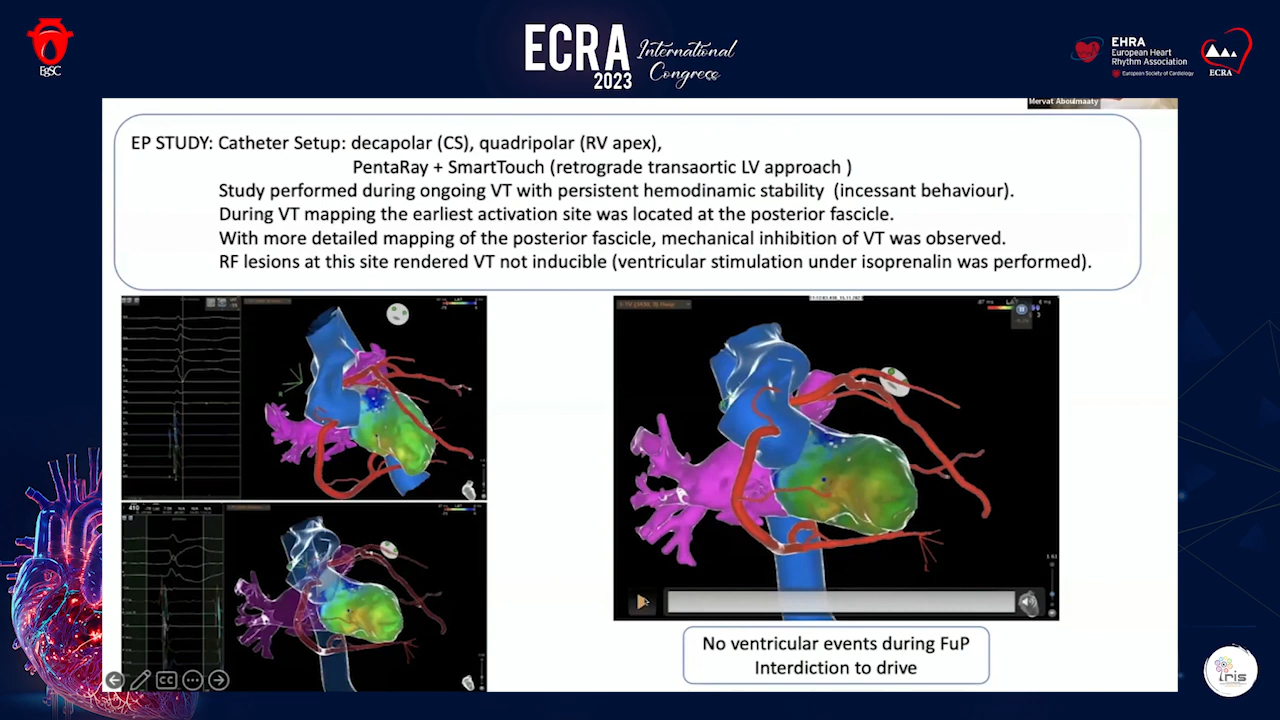 EgSC
ECRA International
2023 Congress
EHRA
European Heart
Rhythm Association
European Society of Cardiology
ECRA
Mervat Aboulmaaty
EP STUDY: Catheter Setup: decapolar (CS), quadripolar (RV apex),
PentaRay + SmartTouch (retrograde transaortic LV approach )
Study performed during ongoing VT with persistent hemodinamic stability (incessant behaviour).
During VT mapping the earliest activation site was located at the posterior fascicle.
With more detailed mapping of the posterior fascicle, mechanical inhibition of VT was observed.
RF lesions at this site rendered VT not inducible (ventricular stimulation under isoprenalin was performed).
410
CC
No ventricular events during FuP
Interdiction to drive
iris